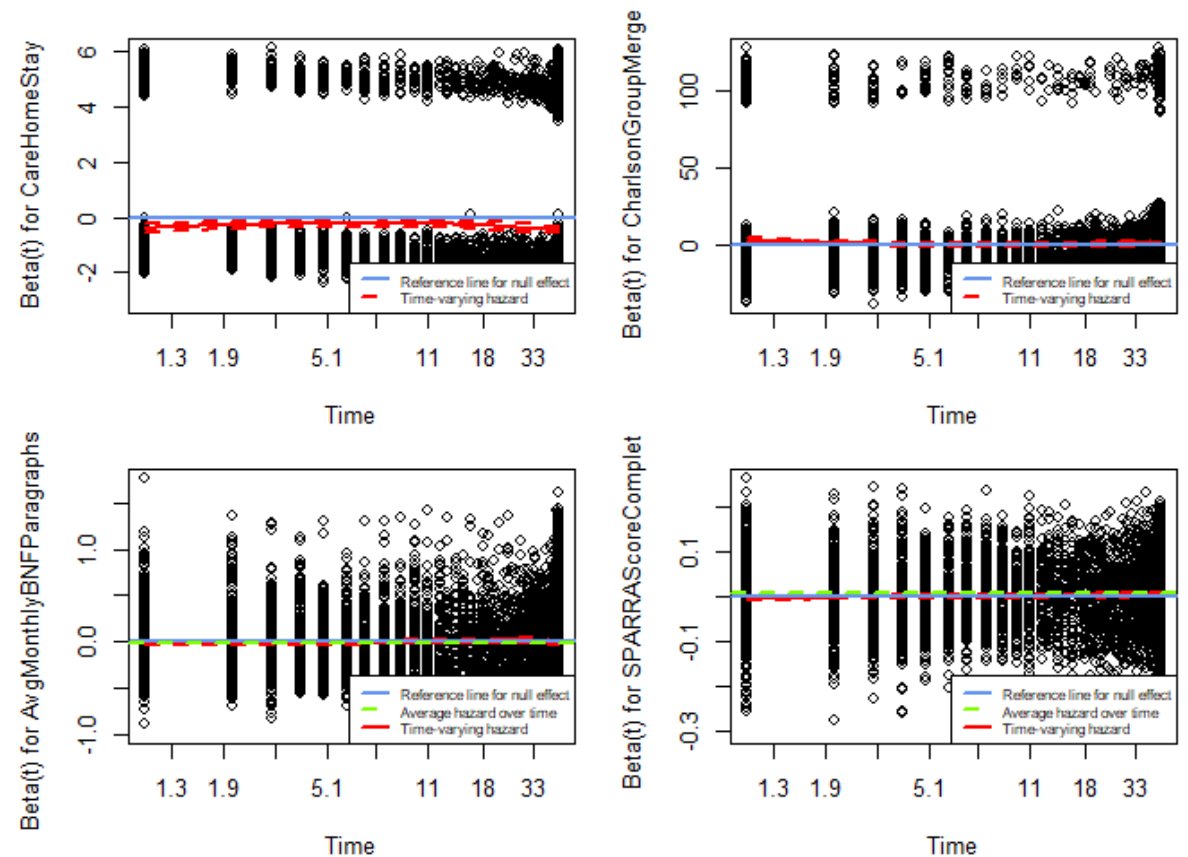 Beta(t) for CareHomeStay
6
4
2
0
-2
Reference line for null effect
Time-varying hazard
1.3 1.9 5.1 11 18 33
Time
Beta(t) for CharlsonGroupMerge
100
50
0
Reference line for null effect
Time-varying hazard
1.3 1.9 5.1 11 18 33
Time
Beta(t) for AvgMonthlyBNFParagraphs
1.0
0.0
-1.0
Reference line for null effect
Average hazard over time
Time-varying hazard
1.3 1.9 5.1 11 18 33
Time
Beta(t) for SPARRAScoreComplet
0.1
-0.1
-0.3
Reference line for null effect
Average hazard over time
Time-varying hazard
1.3 1.9 5.1 11 18 33
Time